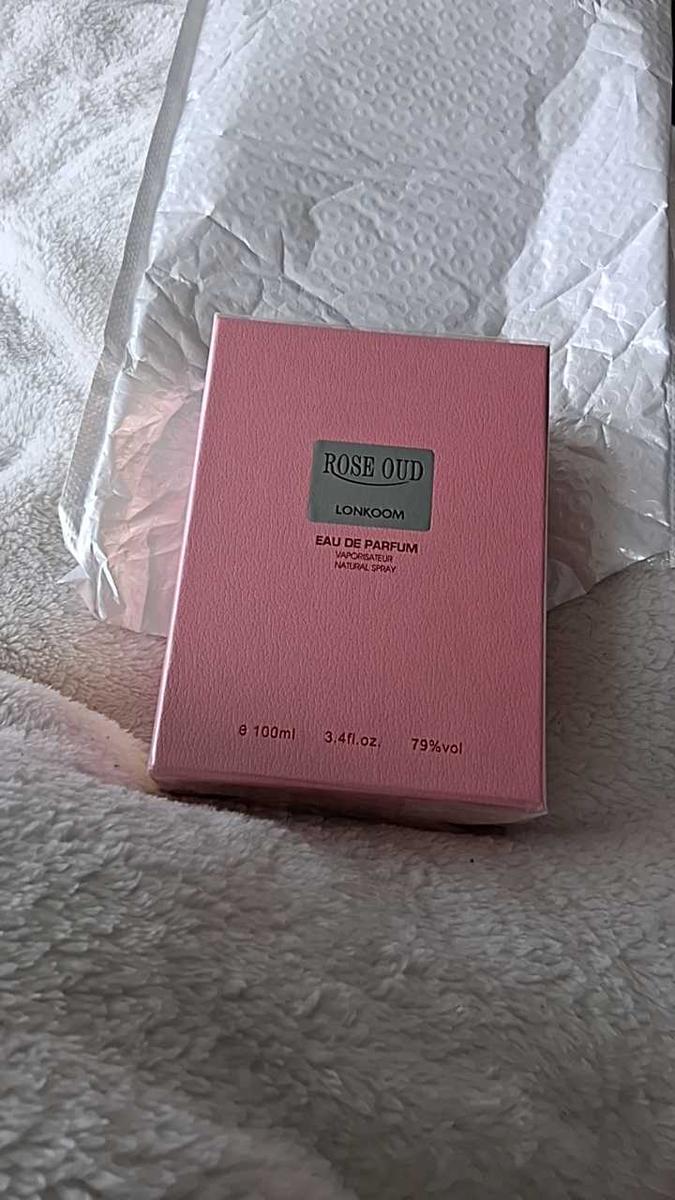 ROSE OUD
LONKOOM
EAU DE PARFUM
VAPORISATEUR
NATURAL SPRAY
e 100ml 3.4fl.oz. 79%vol